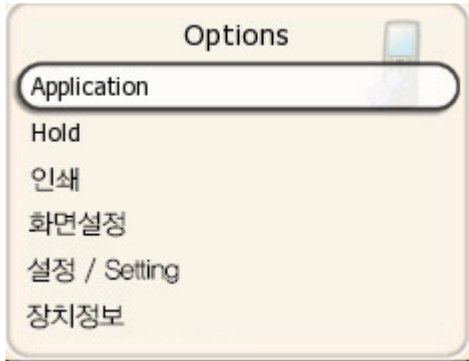 Options
Application
Hold
인쇄
화면설정
설정 / Setting
장치정보